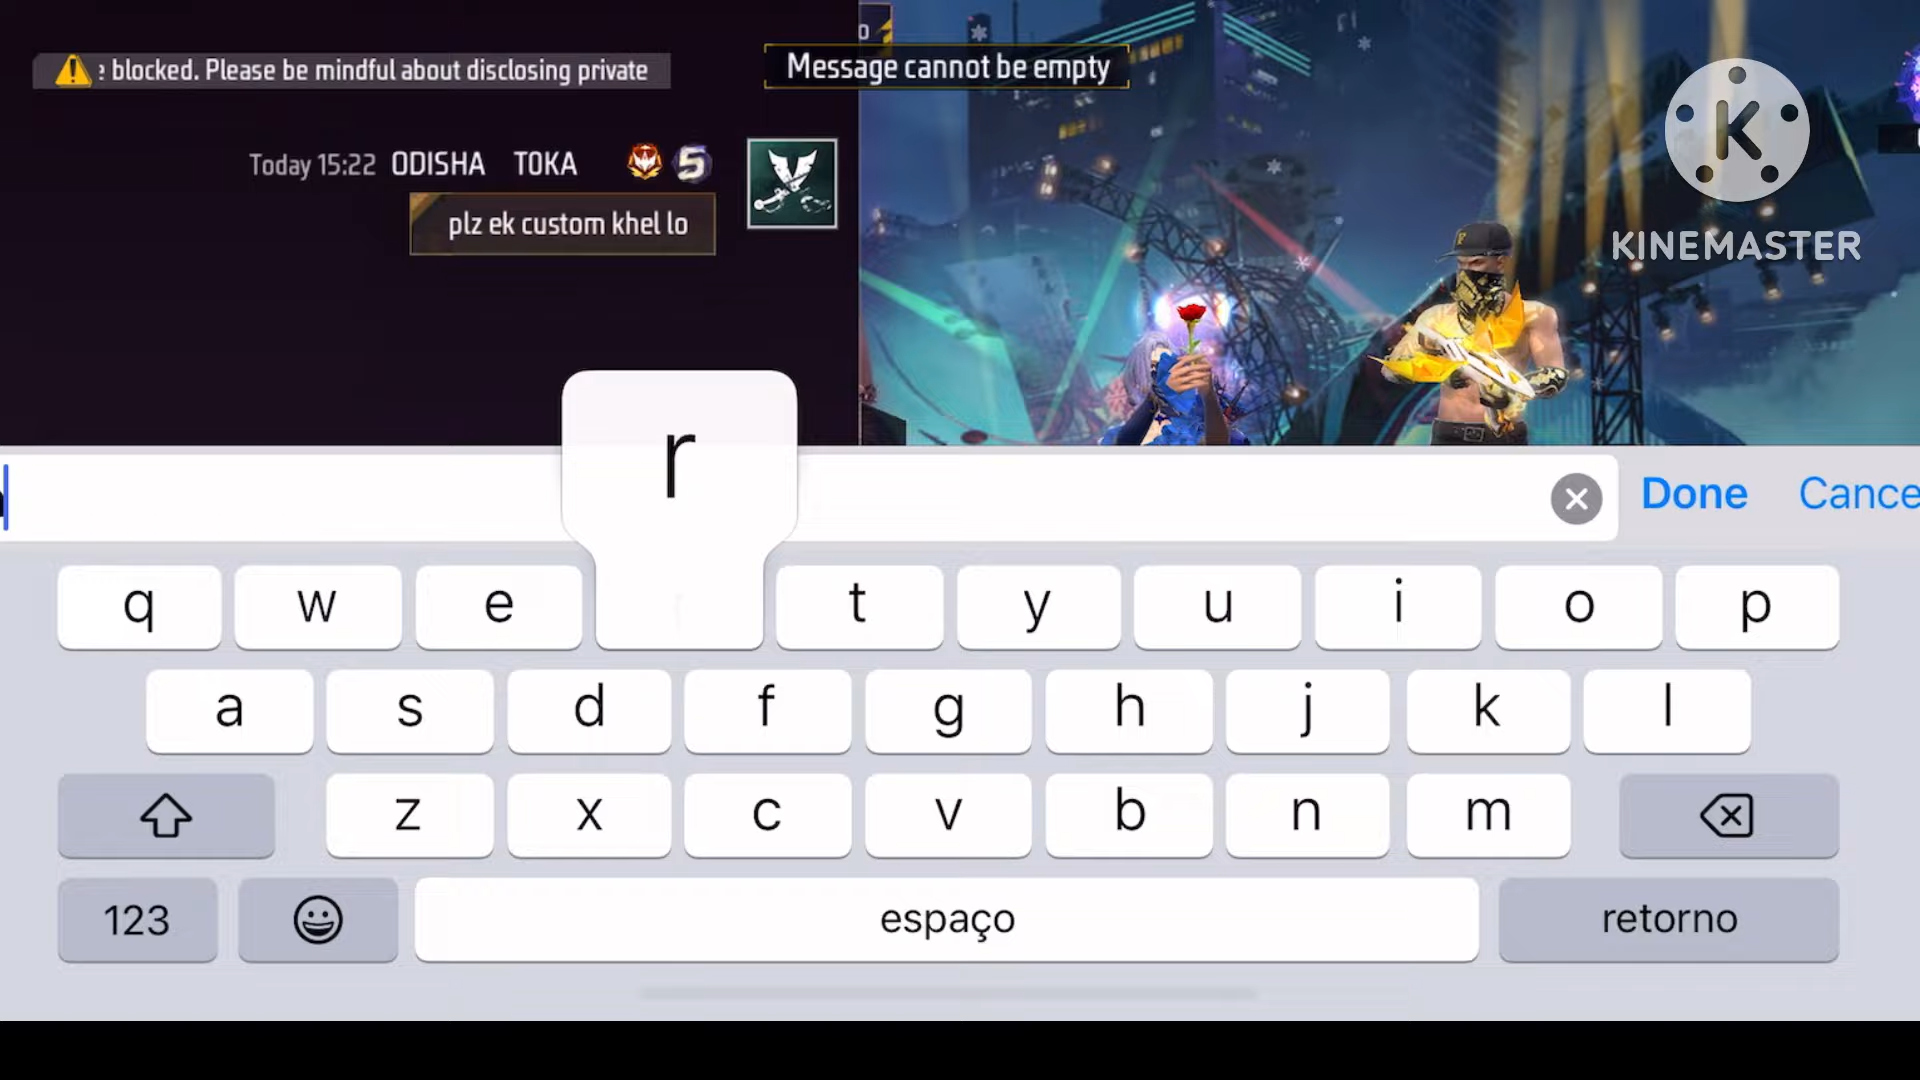 blocked. Please be mindful about disclosing private
Message cannot be empty
Today 15:22 ODISHA TOKA
5
plz ek custom khel lo
K
KINEMASTER
r
Done Cance
q w e t y u i o p
a s d f g h j k l
z x c v b n m
123 espaço retorno